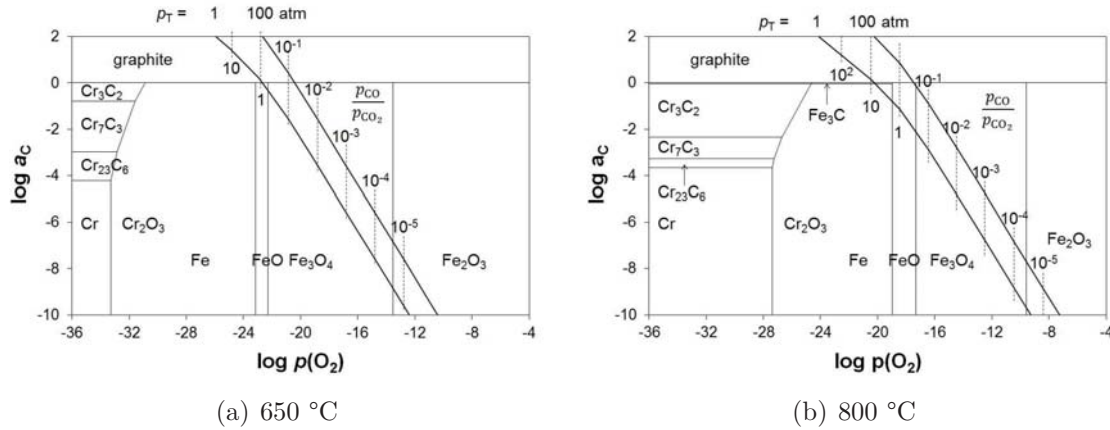 p_T = 1 100 atm
2
0
-2
-4
-6
-8
-10
log a_C
graphite
Cr₃C₂
Cr₇C₃
Cr₂₃C₆
Cr
Cr₂O₃
Fe
FeO
Fe₃O₄
Fe₂O₃
10
1
10⁻¹
10⁻²
10⁻³
10⁻⁴
10⁻⁵
p_CO
p_CO₂
-36 -32 -28 -24 -20 -16 -12 -8 -4
log p(O₂)
(a) 650 °C
p_T = 1 100 atm
2
0
-2
-4
-6
-8
-10
log a_C
graphite
Cr₃C₂
Cr₇C₃
Cr₂₃C₆
Cr
Cr₂O₃
Fe₃C
Fe
FeO
Fe₃O₄
Fe₂O₃
10²
10
1
10⁻¹
10⁻²
10⁻³
10⁻⁴
10⁻⁵
p_CO
p_CO₂
-36 -32 -28 -24 -20 -16 -12 -8 -4
log p(O₂)
(b) 800 °C